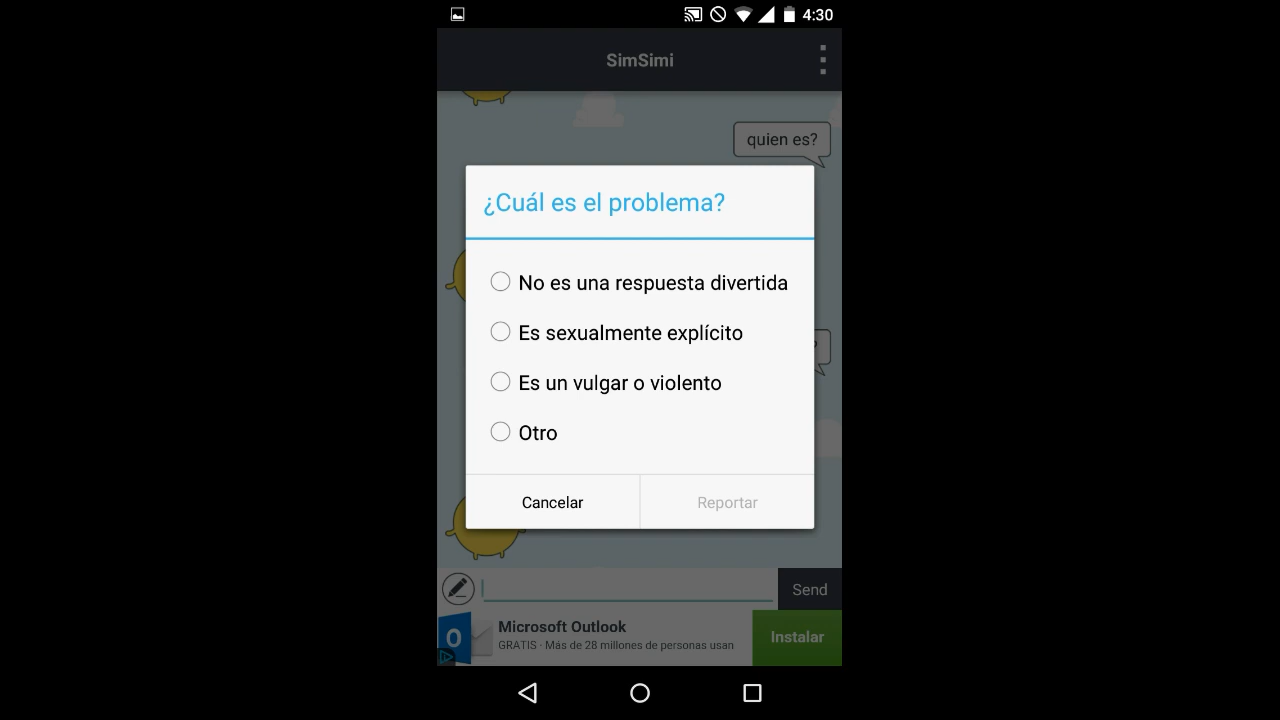 4:30
SimSimi
quien es?
¿Cuál es el problema?
?
No es una respuesta divertida
Es sexualmente explícito
Es un vulgar o violento
Otro
Cancelar
Reportar
Send
Microsoft Outlook
GRATIS · Más de 28 millones de personas usan
Instalar